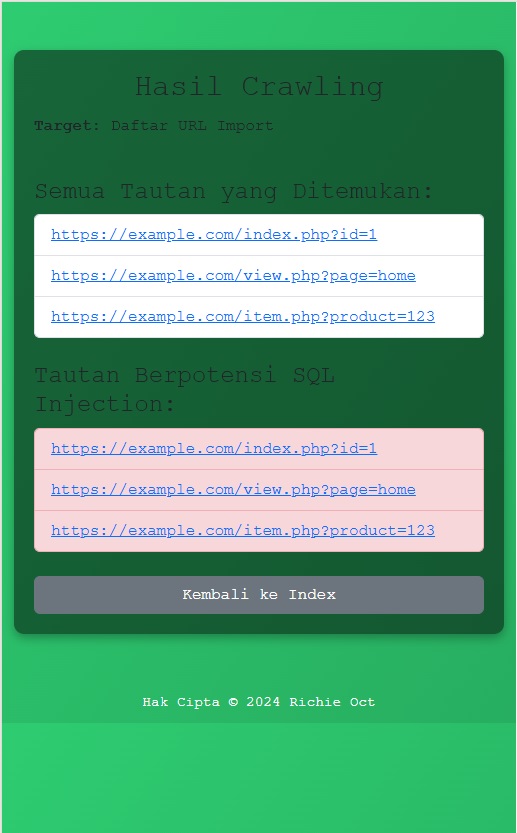 Hasil Crawling
Target: Daftar URL Import
Semua Tautan yang Ditemukan:
https://example.com/index.php?id=1
https://example.com/view.php?page=home
https://example.com/item.php?product=123
Tautan Berpotensi SQL
Injection:
https://example.com/index.php?id=1
https://example.com/view.php?page=home
https://example.com/item.php?product=123
Kembali ke Index
Hak Cipta © 2024 Richie Oct